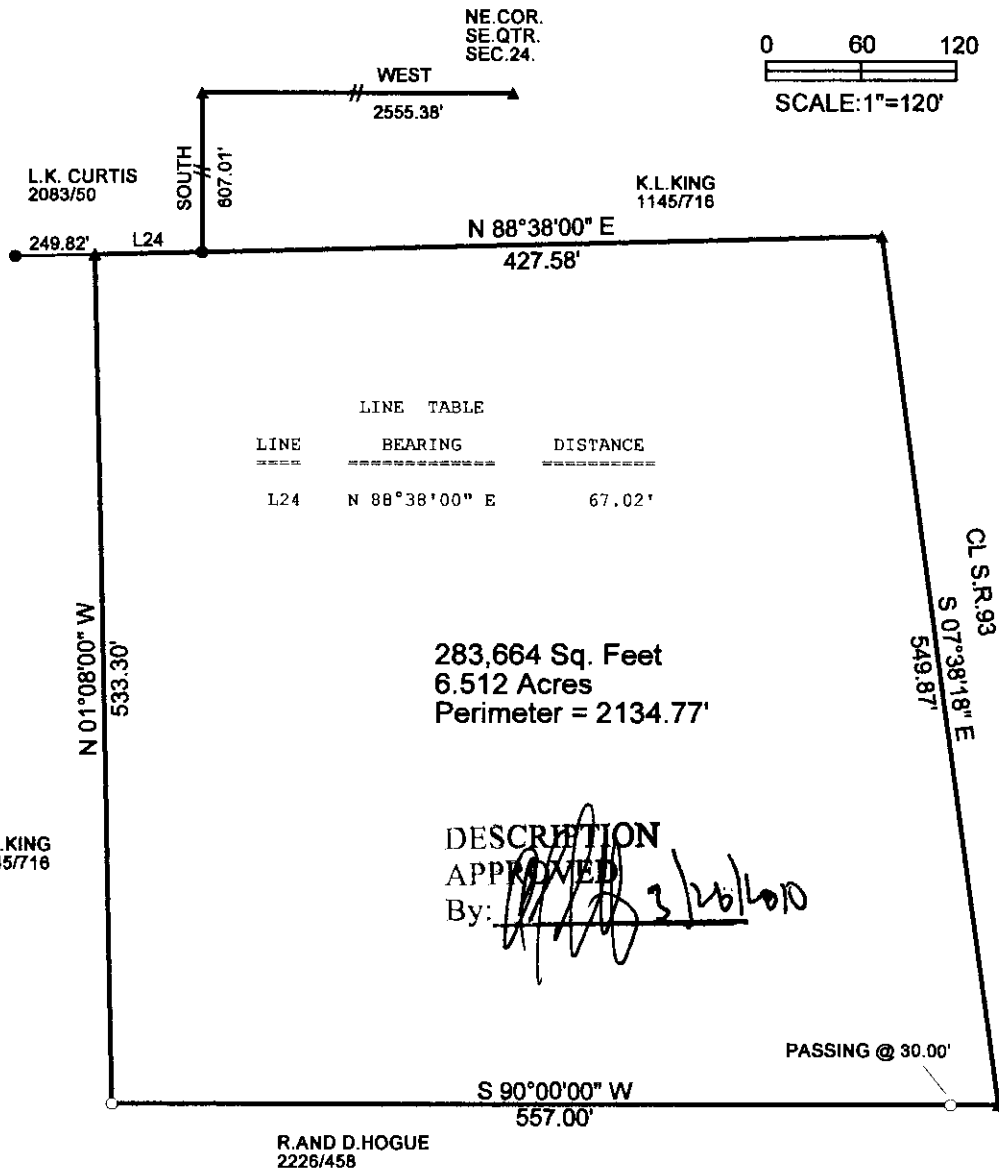 NE.COR.
SE.QTR.
SEC.24.
0 60 120
SCALE:1"=120'
WEST
2555.38'
SOUTH
607.01'
L.K. CURTIS
2083/50
K.L.KING
1145/716
249.82'
L24
N 88°38'00" E
427.58'
LINE TABLE
LINE BEARING DISTANCE
==== ============= ==========
L24 N 88°38'00" E 67.02'
CL S.R.93
S 07°38'18" E
549.87'
N 01°08'00" W
533.30'
283,664 Sq. Feet
6.512 Acres
Perimeter = 2134.77'
.KING
45/716
DESCRIPTION
APPROVED
By: 3/26/2010
PASSING @ 30.00'
S 90°00'00" W
557.00'
R.AND D.HOGUE
2226/458